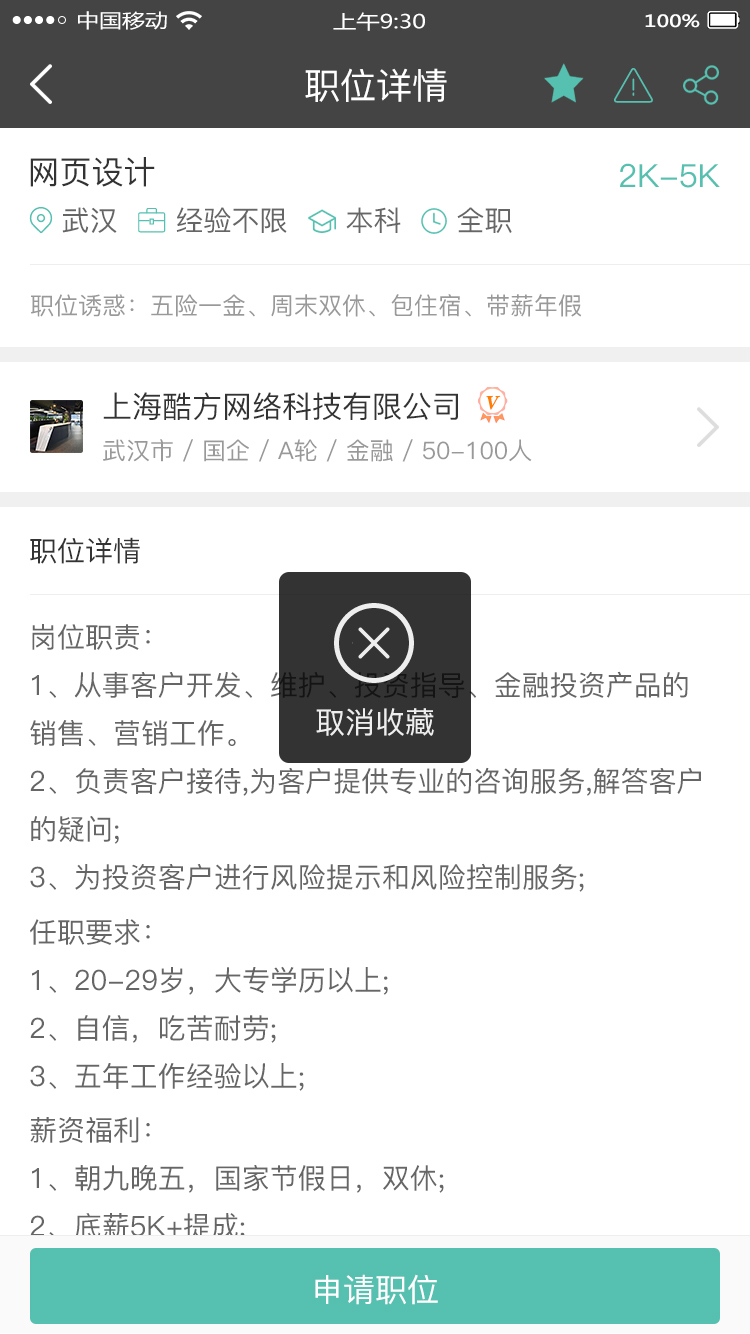 中国移动 上午9:30 100%
职位详情
网页设计 2K-5K
武汉 经验不限 本科 全职
职位诱惑：五险一金、周末双休、包住宿、带薪年假
上海酷方网络科技有限公司 V
武汉市 / 国企 / A轮 / 金融 / 50-100人
职位详情
岗位职责：
1、从事客户开发、维护、投资指导、金融投资产品的
销售、营销工作。
取消收藏
2、负责客户接待,为客户提供专业的咨询服务,解答客户
的疑问;
3、为投资客户进行风险提示和风险控制服务;
任职要求：
1、20-29岁，大专学历以上;
2、自信，吃苦耐劳;
3、五年工作经验以上;
薪资福利：
1、朝九晚五，国家节假日，双休;
2、底薪5K+提成;
申请职位